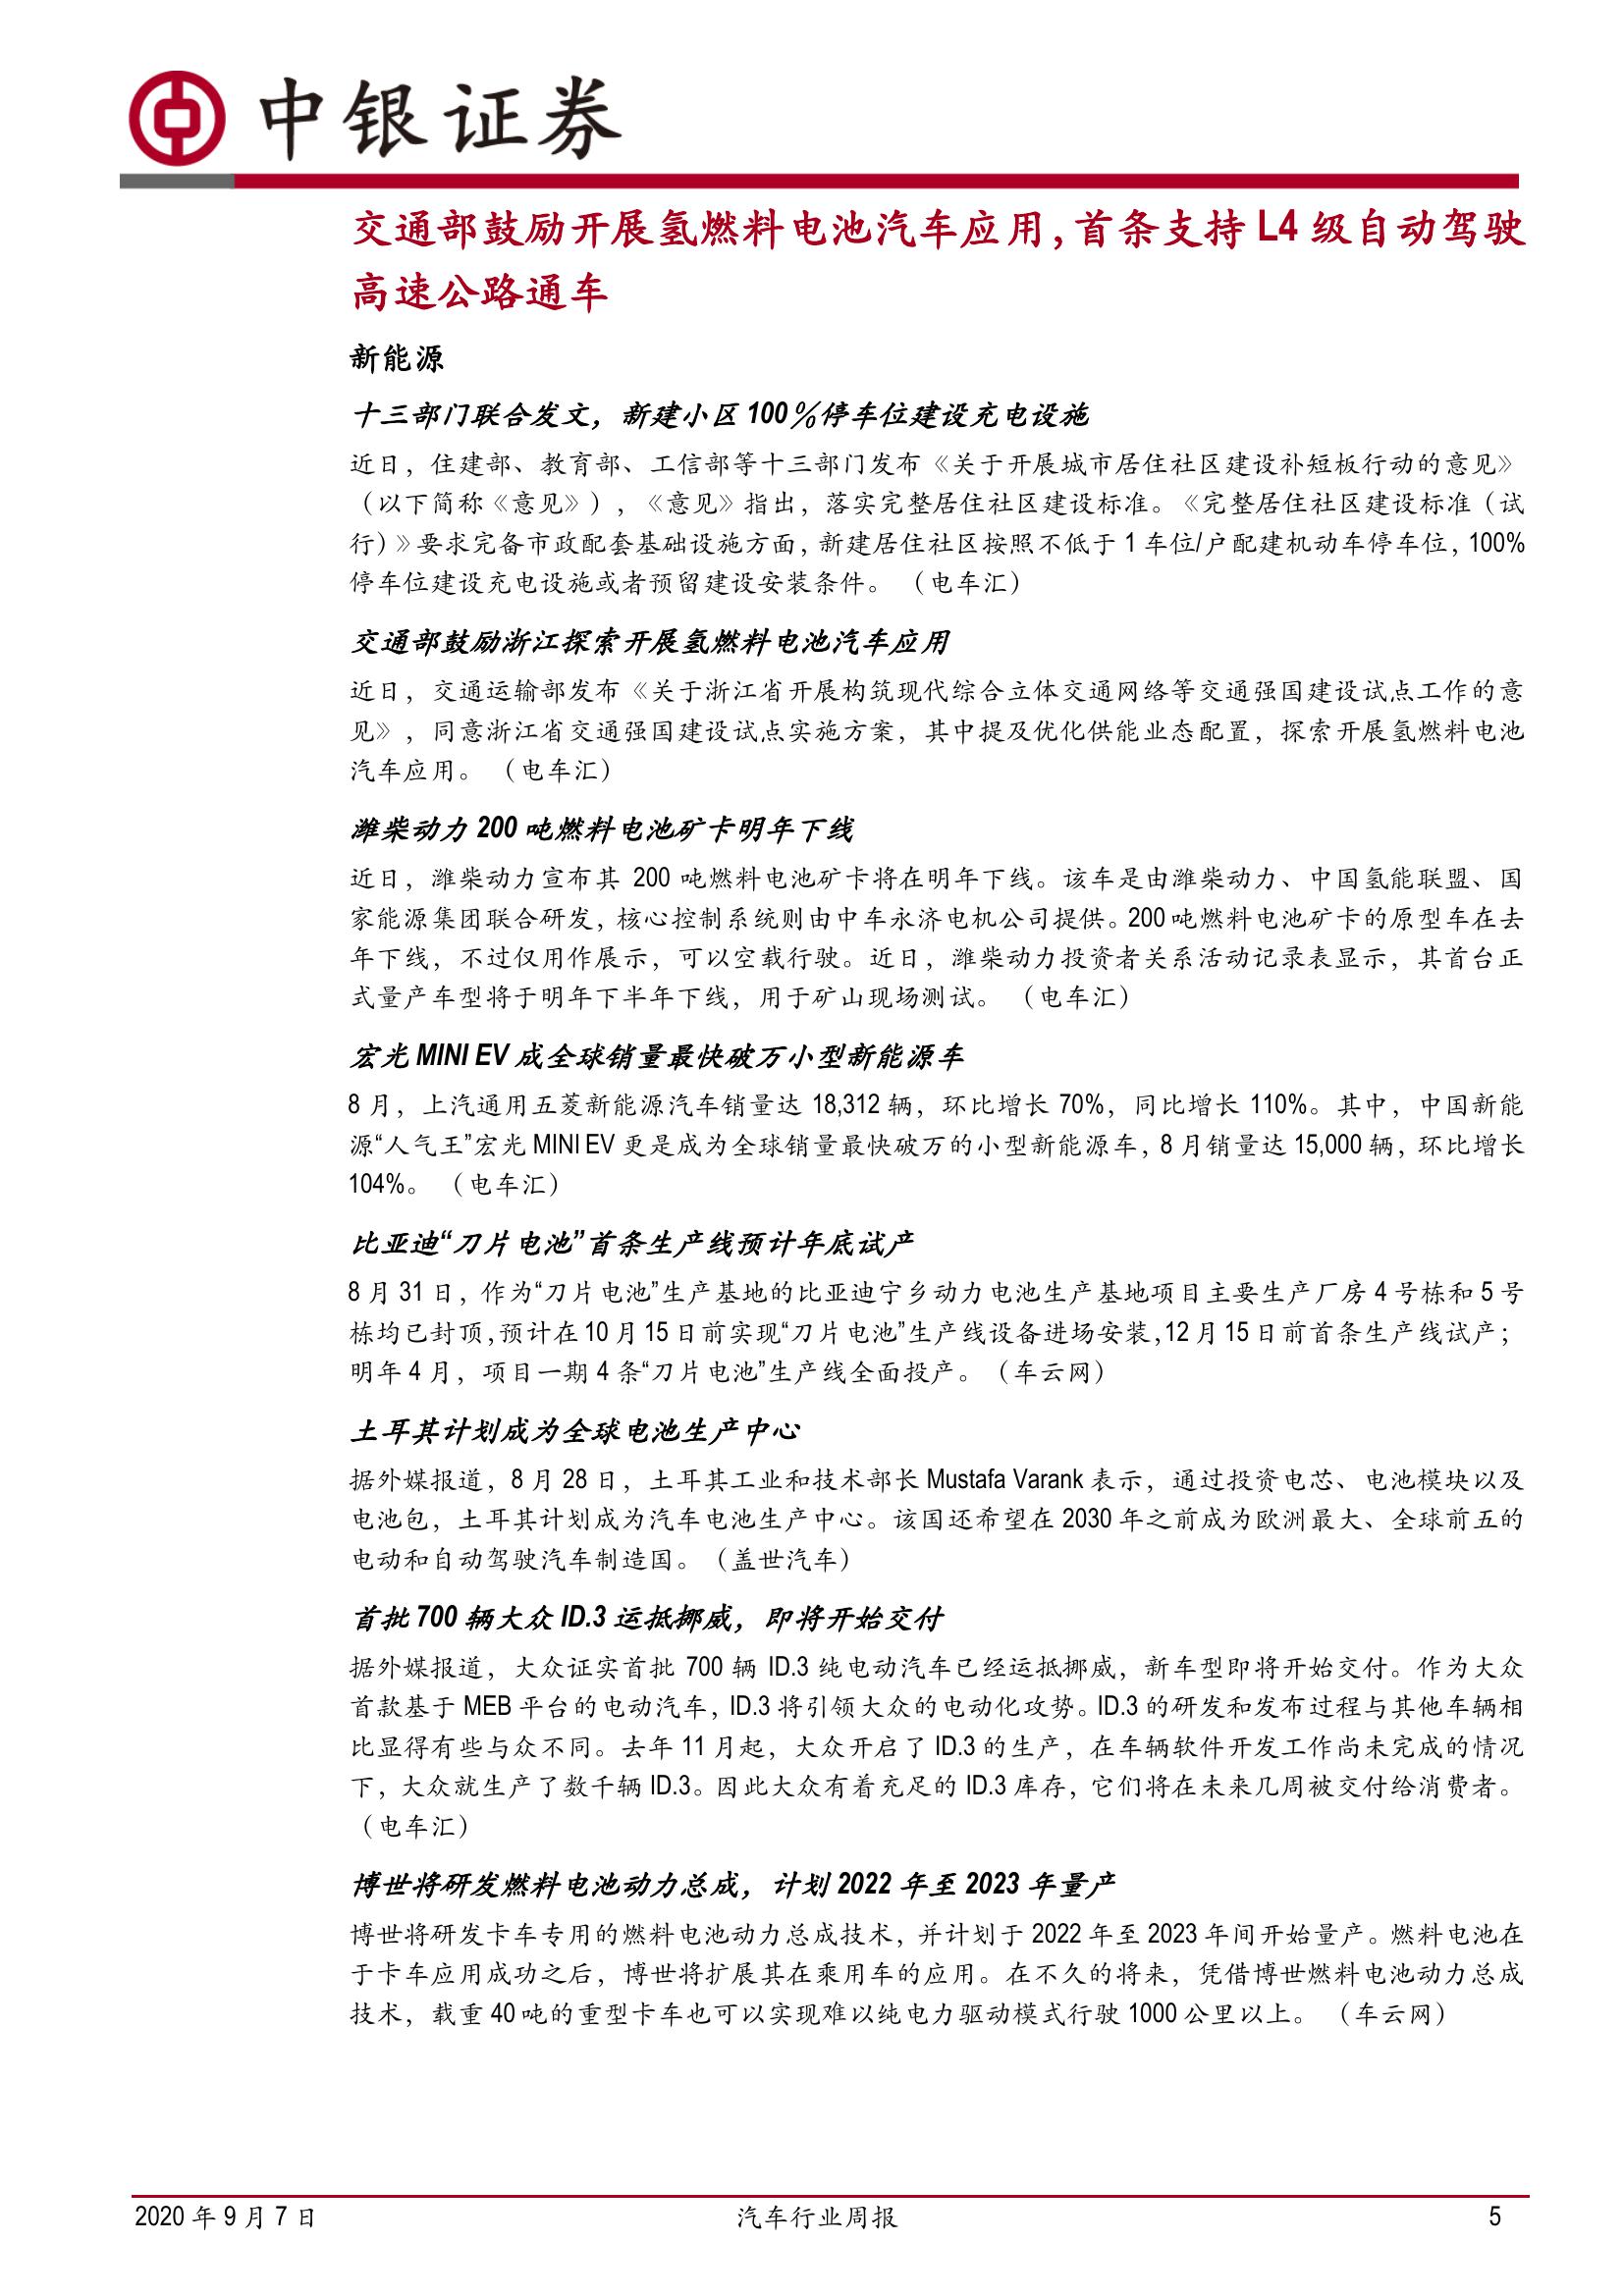 中银证券
交通部鼓励开展氢燃料电池汽车应用，首条支持 L4 级自动驾驶
高速公路通车
新能源
十三部门联合发文，新建小区 100％停车位建设充电设施
近日，住建部、教育部、工信部等十三部门发布《关于开展城市居住社区建设补短板行动的意见》
（以下简称《意见》），《意见》指出，落实完整居住社区建设标准。《完整居住社区建设标准（试
行）》要求完备市政配套基础设施方面，新建居住社区按照不低于 1 车位/户配建机动车停车位，100%
停车位建设充电设施或者预留建设安装条件。（电车汇）
交通部鼓励浙江探索开展氢燃料电池汽车应用
近日，交通运输部发布《关于浙江省开展构筑现代综合立体交通网络等交通强国建设试点工作的意
见》，同意浙江省交通强国建设试点实施方案，其中提及优化供能业态配置，探索开展氢燃料电池
汽车应用。（电车汇）
潍柴动力 200 吨燃料电池矿卡明年下线
近日，潍柴动力宣布其 200 吨燃料电池矿卡将在明年下线。该车是由潍柴动力、中国氢能联盟、国
家能源集团联合研发，核心控制系统则由中车永济电机公司提供。200 吨燃料电池矿卡的原型车在去
年下线，不过仅用作展示，可以空载行驶。近日，潍柴动力投资者关系活动记录表显示，其首台正
式量产车型将于明年下半年下线，用于矿山现场测试。（电车汇）
宏光 MINI EV 成全球销量最快破万小型新能源车
8 月，上汽通用五菱新能源汽车销量达 18,312 辆，环比增长 70%，同比增长 110%。其中，中国新能
源“人气王”宏光 MINI EV 更是成为全球销量最快破万的小型新能源车，8 月销量达 15,000 辆，环比增长
104%。（电车汇）
比亚迪“刀片电池”首条生产线预计年底试产
8 月 31 日，作为“刀片电池”生产基地的比亚迪宁乡动力电池生产基地项目主要生产厂房 4 号栋和 5 号
栋均已封顶，预计在 10 月 15 日前实现“刀片电池”生产线设备进场安装，12 月 15 日前首条生产线试产；
明年 4 月，项目一期 4 条“刀片电池”生产线全面投产。（车云网）
土耳其计划成为全球电池生产中心
据外媒报道，8 月 28 日，土耳其工业和技术部长 Mustafa Varank 表示，通过投资电芯、电池模块以及
电池包，土耳其计划成为汽车电池生产中心。该国还希望在 2030 年之前成为欧洲最大、全球前五的
电动和自动驾驶汽车制造国。（盖世汽车）
首批 700 辆大众 ID.3 运抵挪威，即将开始交付
据外媒报道，大众证实首批 700 辆 ID.3 纯电动汽车已经运抵挪威，新车型即将开始交付。作为大众
首款基于 MEB 平台的电动汽车，ID.3 将引领大众的电动化攻势。ID.3 的研发和发布过程与其他车辆相
比显得有些与众不同。去年 11 月起，大众开启了 ID.3 的生产，在车辆软件开发工作尚未完成的情况
下，大众就生产了数千辆 ID.3。因此大众有着充足的 ID.3 库存，它们将在未来几周被交付给消费者。
（电车汇）
博世将研发燃料电池动力总成，计划 2022 年至 2023 年量产
博世将研发卡车专用的燃料电池动力总成技术，并计划于 2022 年至 2023 年间开始量产。燃料电池在
于卡车应用成功之后，博世将扩展其在乘用车的应用。在不久的将来，凭借博世燃料电池动力总成
技术，载重 40 吨的重型卡车也可以实现难以纯电力驱动模式行驶 1000 公里以上。（车云网）
2020 年 9 月 7 日 汽车行业周报 5